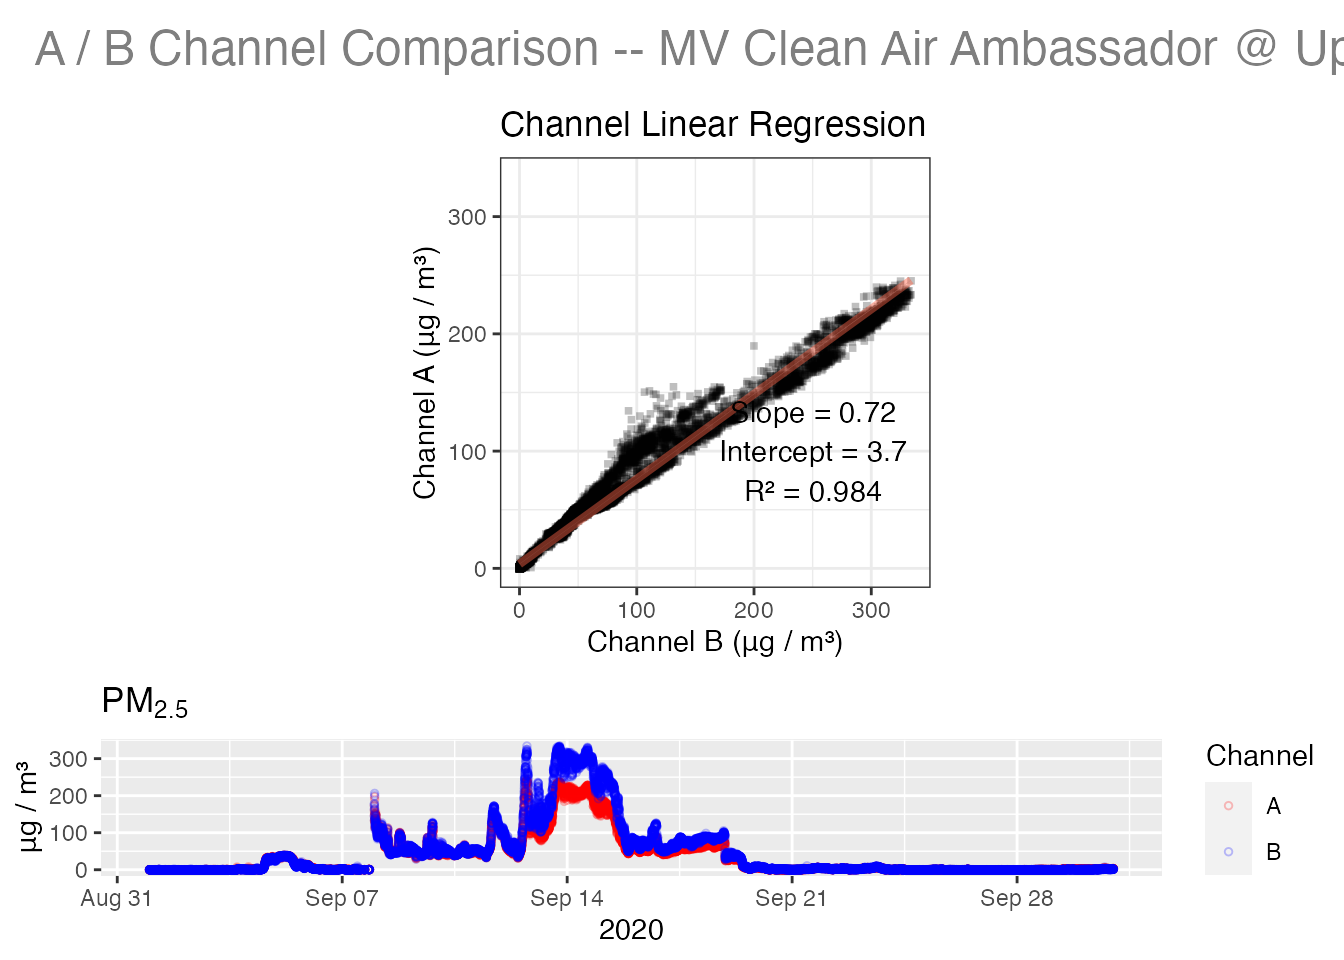 A / B Channel Comparison -- MV Clean Air Ambassador @ Up
Channel Linear Regression
300
200
100
0
Channel A (µg / m³)
Slope = 0.72
Intercept = 3.7
R² = 0.984
0 100 200 300
Channel B (µg / m³)
PM2.5
300
200
100
0
µg / m³
Aug 31 Sep 07 Sep 14 Sep 21 Sep 28
2020
Channel
A
B